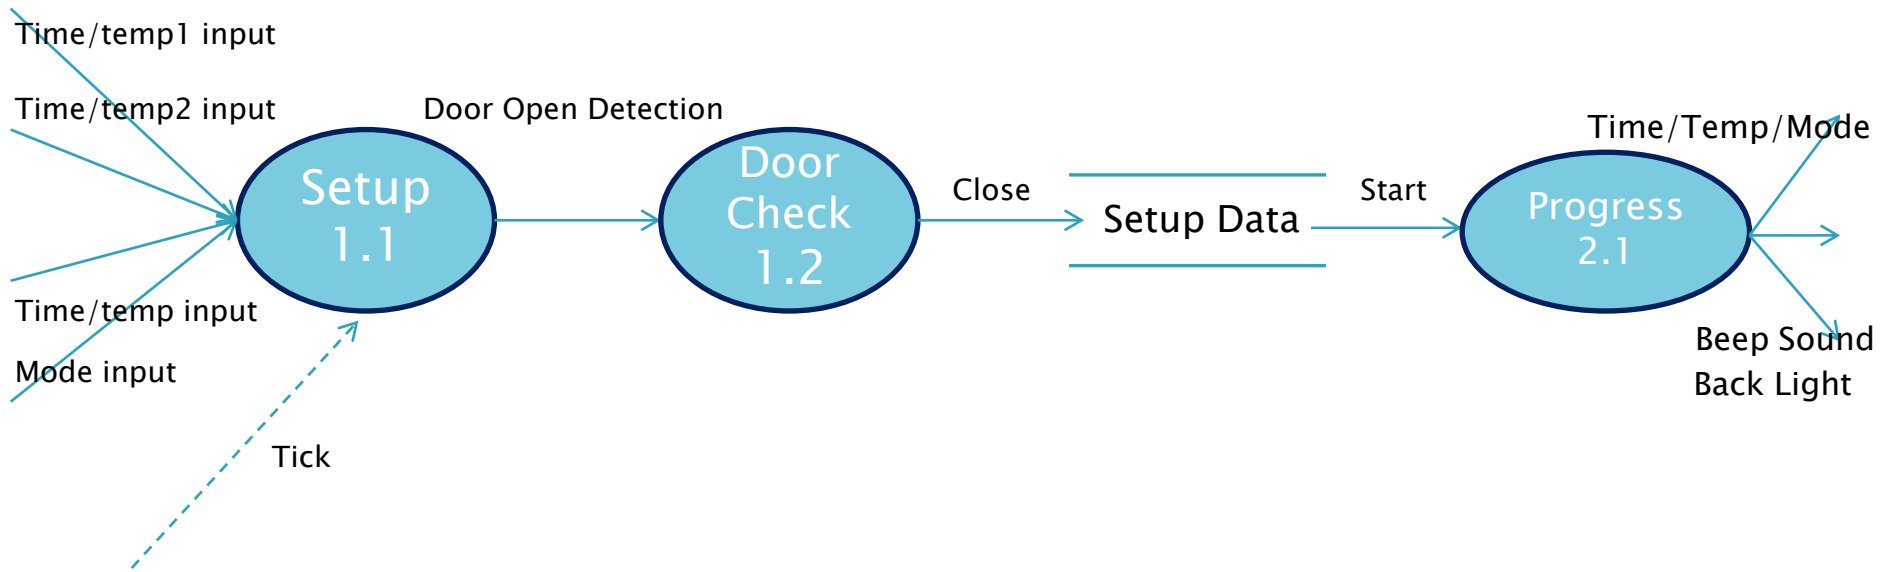 Time/temp1 input
Time/temp2 input
Time/temp input
Mode input
Tick
Setup
1.1
Door Open Detection
Door
Check
1.2
Close
Setup Data
Start
Progress
2.1
Time/Temp/Mode
Beep Sound
Back Light